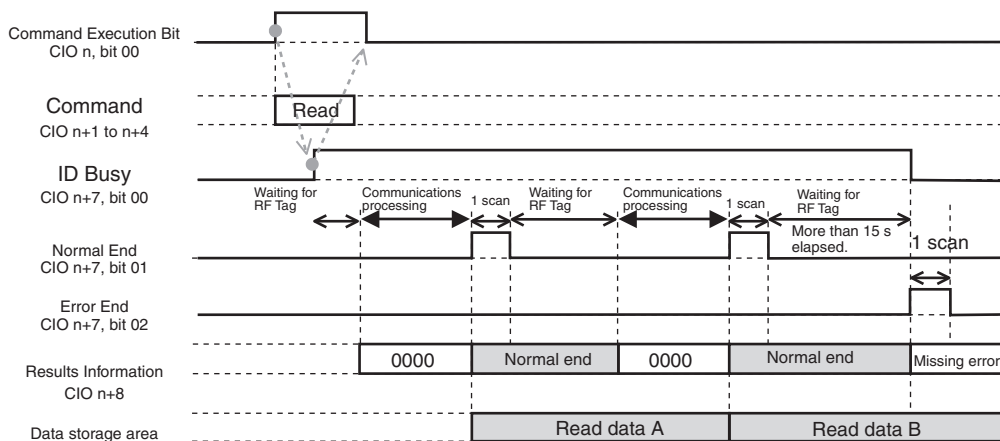 Command Execution Bit
CIO n, bit 00
Command
Read
CIO n+1 to n+4
ID Busy
CIO n+7, bit 00
Waiting for
RF Tag
Communications
processing
1 scan
Waiting for
RF Tag
Communications
processing
1 scan
Waiting for
RF Tag
More than 15 s
elapsed.
1 scan
Normal End
CIO n+7, bit 01
Error End
CIO n+7, bit 02
Results Information
CIO n+8
0000
Normal end
0000
Normal end
Missing error
Data storage area
Read data A
Read data B